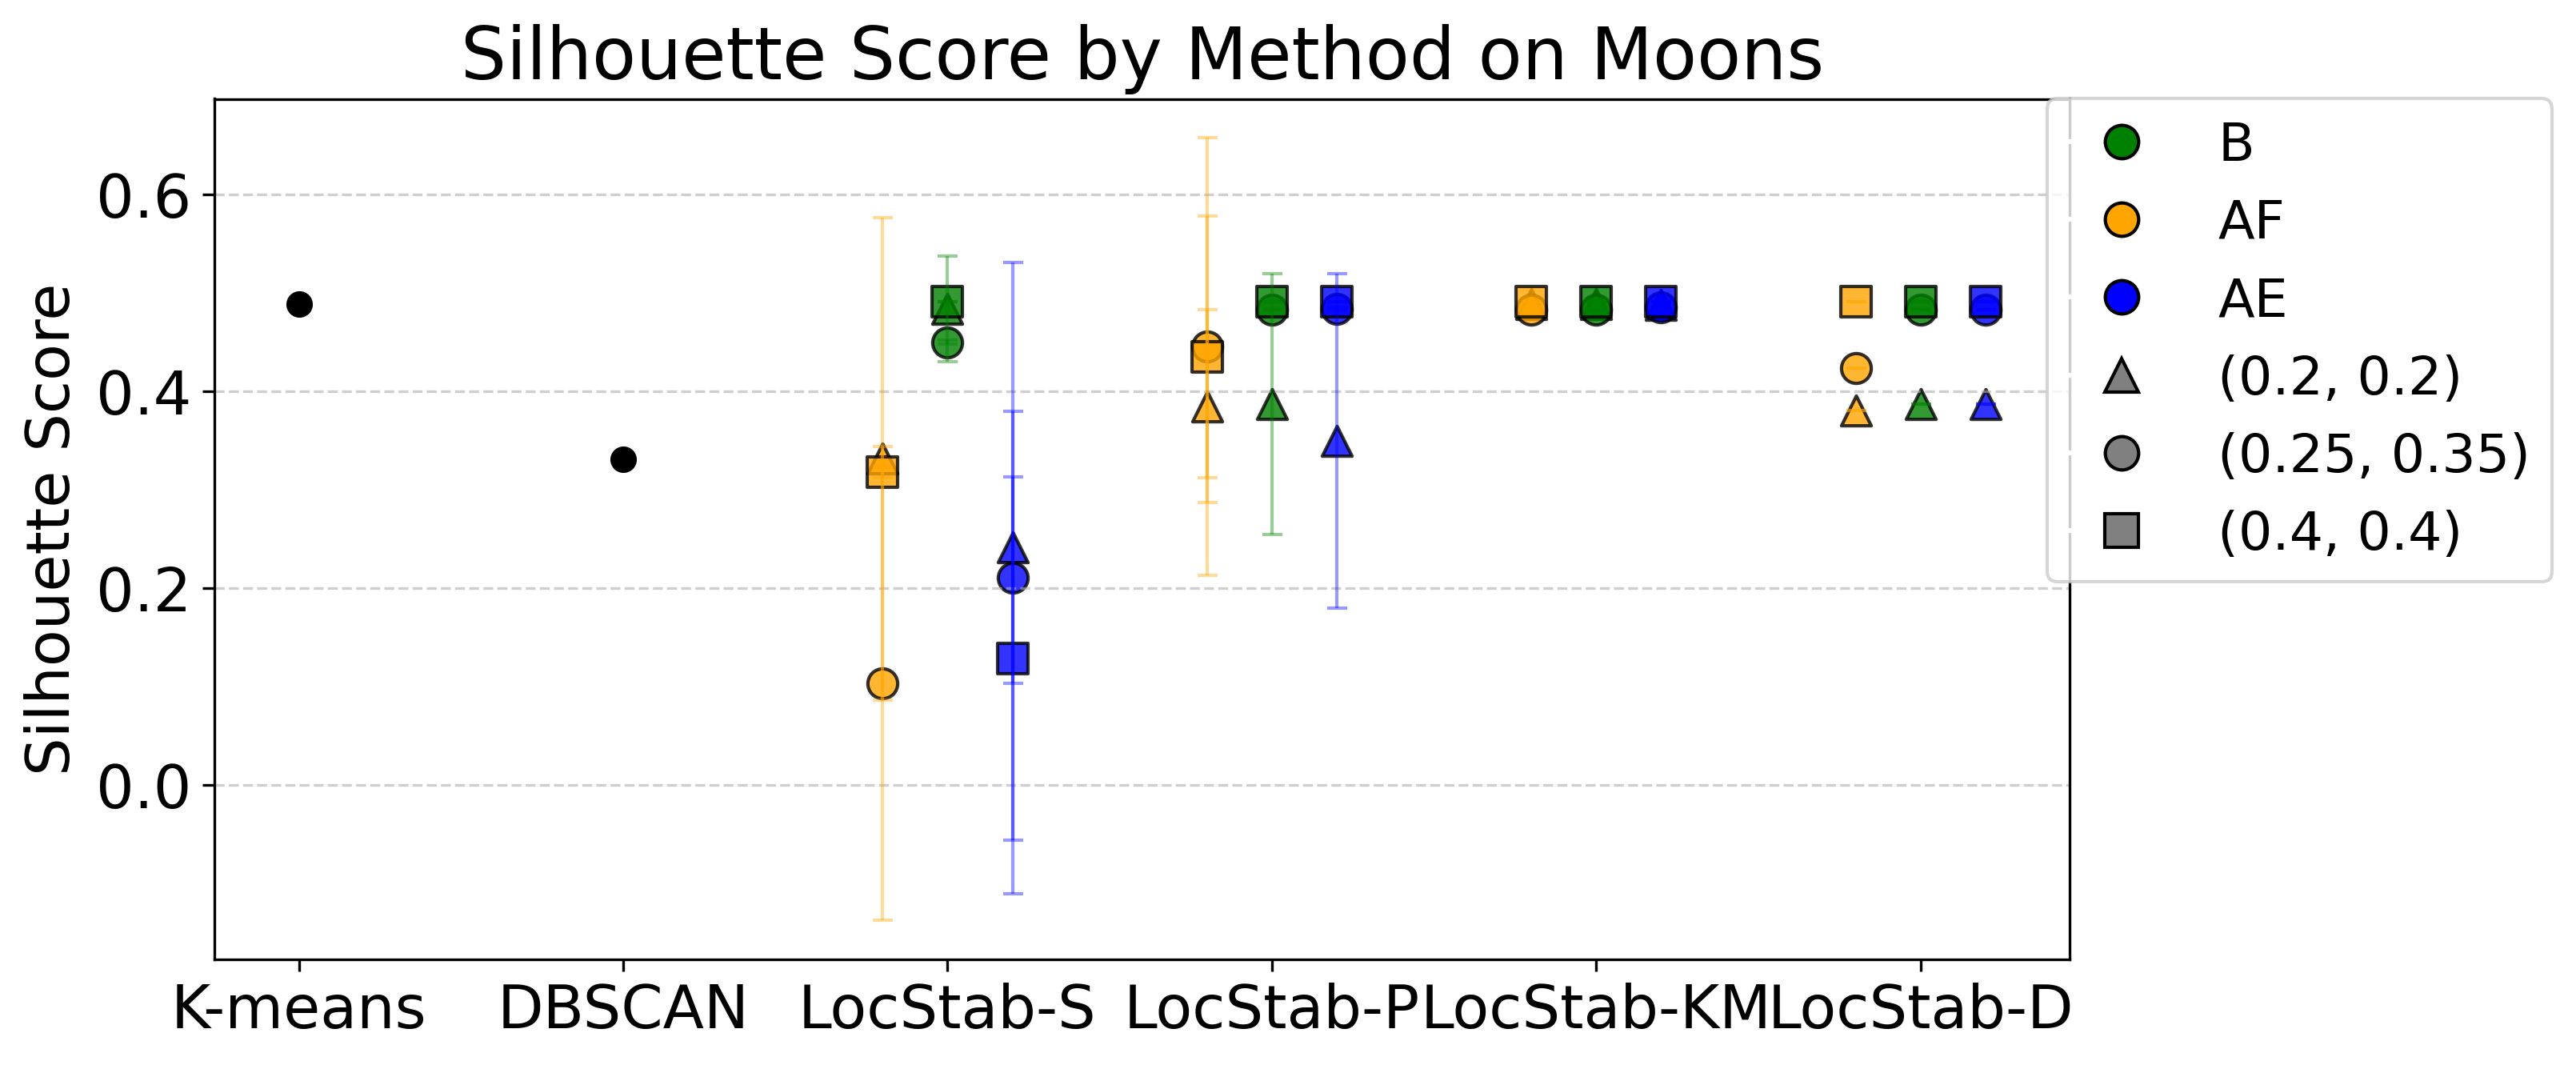 Silhouette Score by Method on Moons
Silhouette Score
0.6
0.4
0.2
0.0
K-means DBSCAN LocStab-S LocStab-P LocStab-KM LocStab-D
B
AF
AE
(0.2, 0.2)
(0.25, 0.35)
(0.4, 0.4)